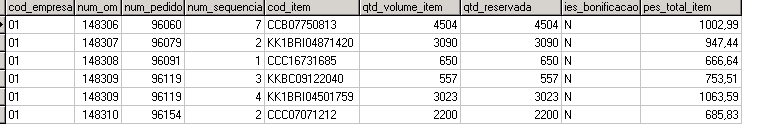 cod_empresa num_om num_pedido num_sequencia cod_item qtd_volume_item qtd_reservada ies_bonificacao pes_total_item
01 148306 96060 7 CCB07750813 4504 4504 N 1002,99
01 148307 96079 2 KK1BRI04871420 3090 3090 N 947,44
01 148308 96091 1 CCC16731685 650 650 N 666,64
01 148309 96119 3 KKBC09122040 557 557 N 753,51
01 148309 96119 4 KK1BRI04501759 3023 3023 N 1063,59
01 148310 96154 2 CCC07071212 2200 2200 N 685,83